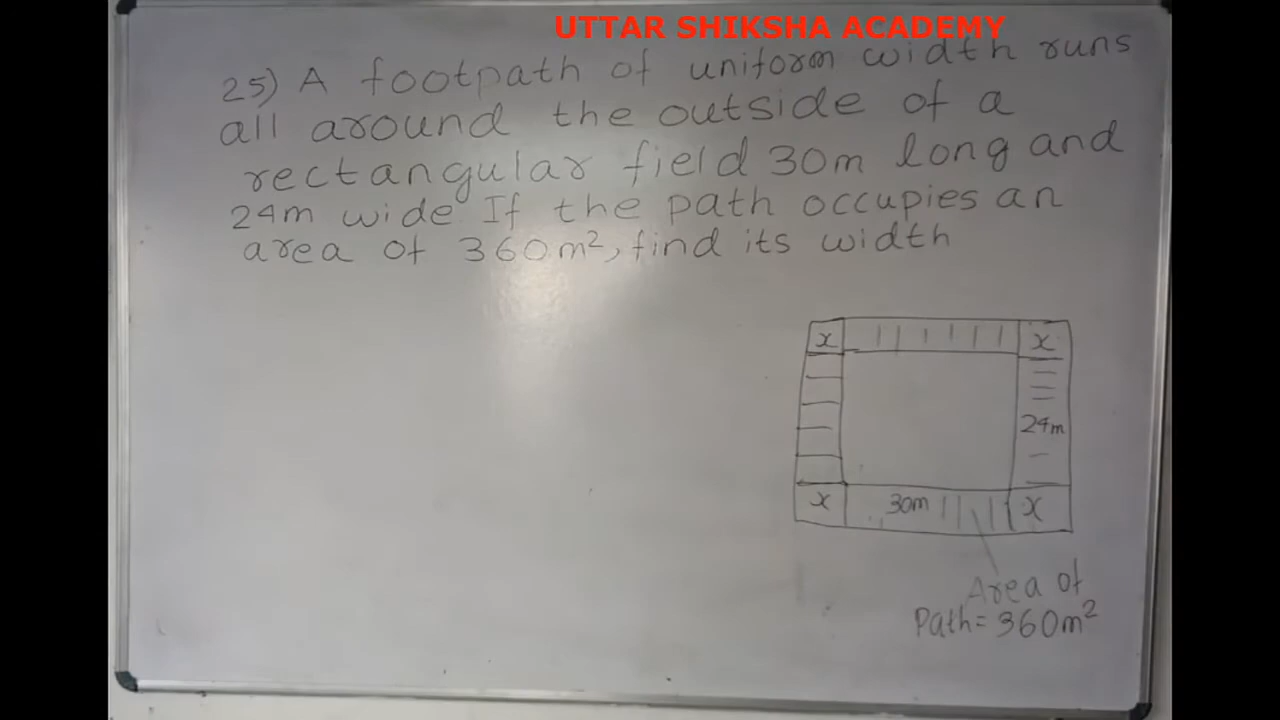 UTTAR SHIKSHA ACADEMY
25) A footpath of uniform width runs
all around the outside of a
rectangular field 30m long and
24m wide If the path occupies an
area of 360m², find its width
x x
24m
x 30m x
Area of
Path=360m²